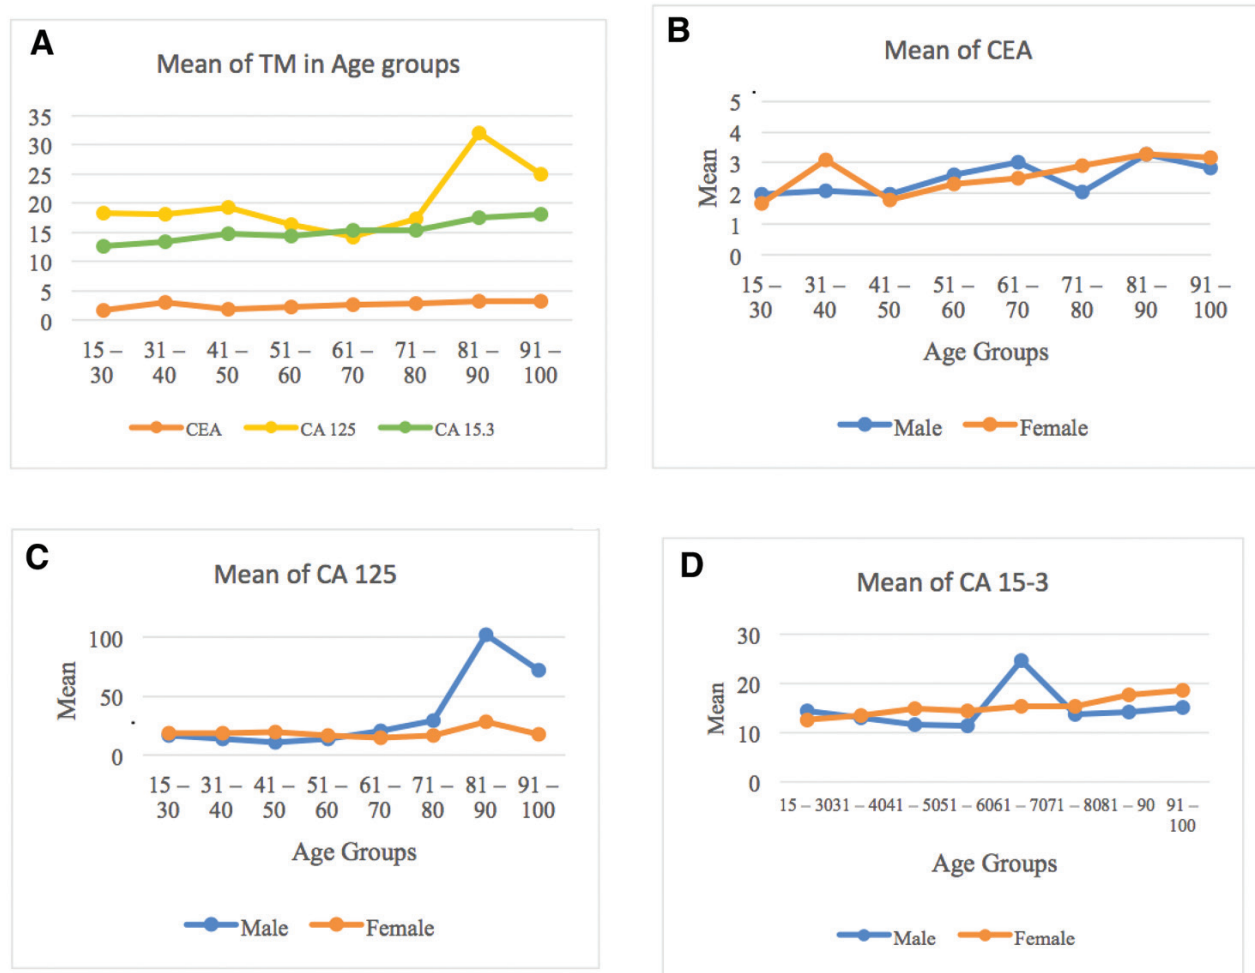 A
Mean of TM in Age groups
35
30
25
20
15
10
5
0
15 – 31 – 41 – 51 – 61 – 71 – 81 – 91 –
30 40 50 60 70 80 90 100
CEA CA 125 CA 15.3
B
Mean of CEA
Mean
5
4
3
2
1
0
15 – 31 – 41 – 51 – 61 – 71 – 81 – 91 –
30 40 50 60 70 80 90 100
Age Groups
Male Female
C
Mean of CA 125
Mean
100
50
0
15 – 31 – 41 – 51 – 61 – 71 – 81 – 91 –
30 40 50 60 70 80 90 100
Age Groups
Male Female
D
Mean of CA 15-3
Mean
30
20
10
0
15 – 3031 – 4041 – 5051 – 6061 – 7071 – 8081 – 90 91 –
100
Age Groups
Male Female